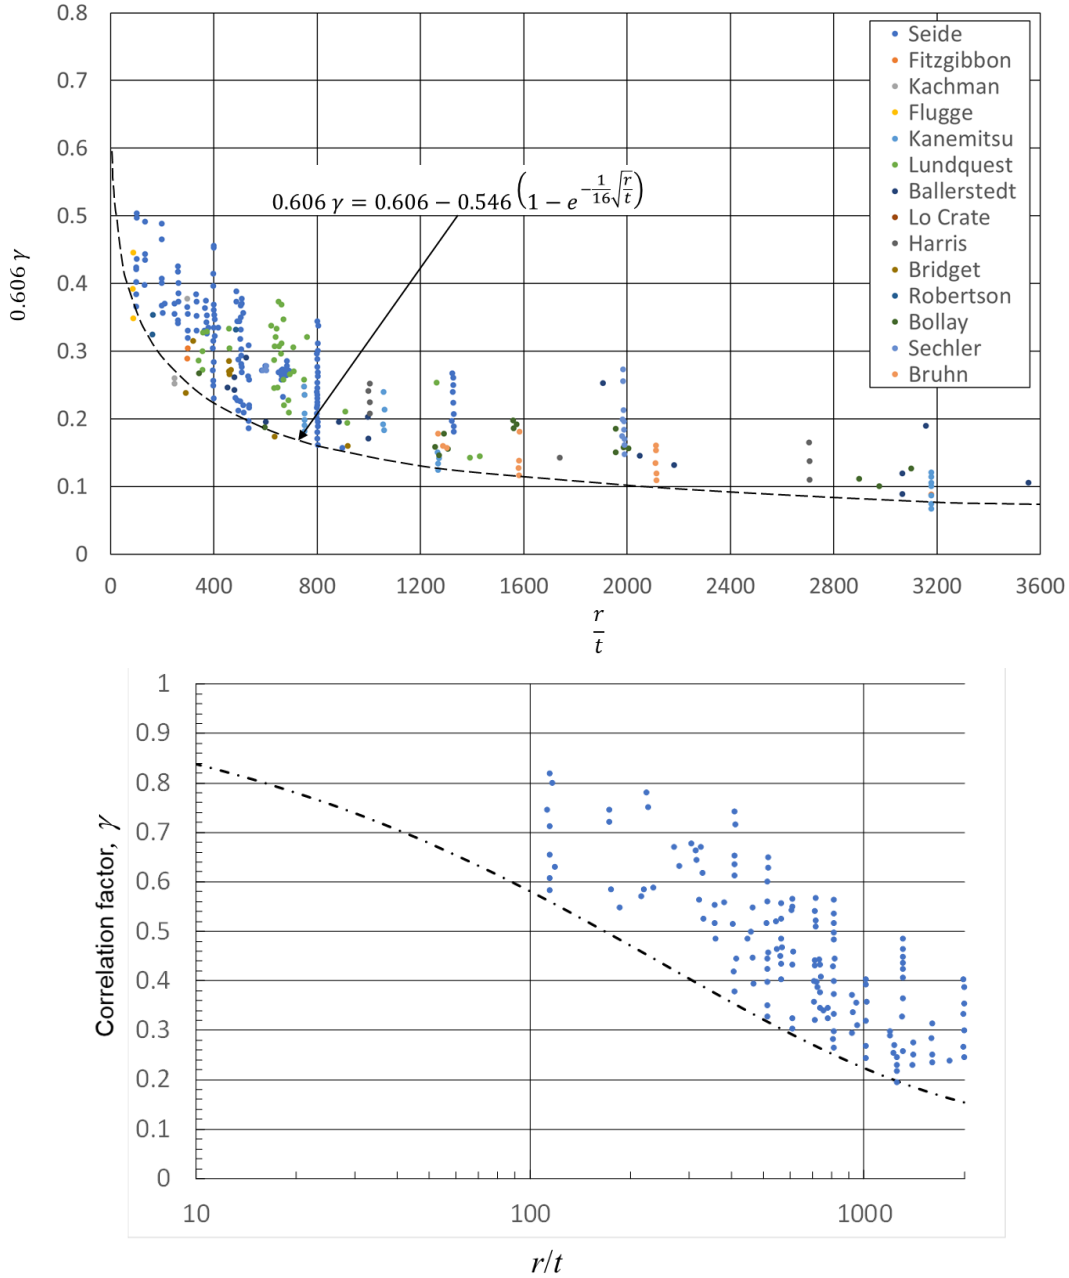 0.8
0.7
0.6
0.5
0.4
0.3
0.2
0.1
0
0.606 γ
0.606 γ = 0.606 − 0.546 (1 − e^{−\frac{1}{16}\sqrt{\frac{r}{t}}})
Seide
Fitzgibbon
Kachman
Flugge
Kanemitsu
Lundquest
Ballerstedt
Lo Crate
Harris
Bridget
Robertson
Bollay
Sechler
Bruhn
0 400 800 1200 1600 2000 2400 2800 3200 3600
r
t
1
0.9
0.8
0.7
0.6
0.5
0.4
0.3
0.2
0.1
0
Correlation factor, γ
10 100 1000
r/t